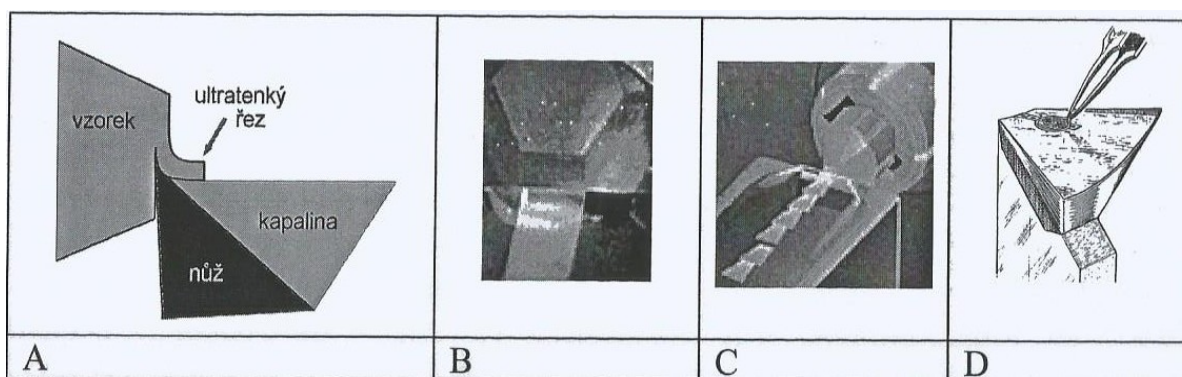 vzorek
ultratenký
řez
kapalina
nůž
A
B
C
D